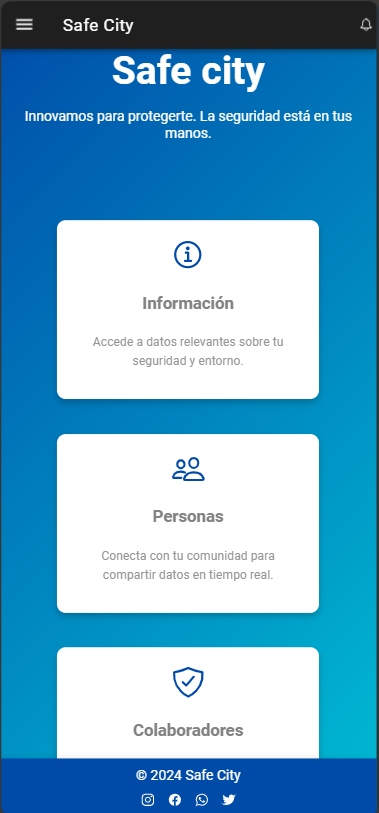 Safe City
Safe city
Innovamos para protegerte. La seguridad está en tus
manos.
Información
Accede a datos relevantes sobre tu
seguridad y entorno.
Personas
Conecta con tu comunidad para
compartir datos en tiempo real.
Colaboradores
© 2024 Safe City